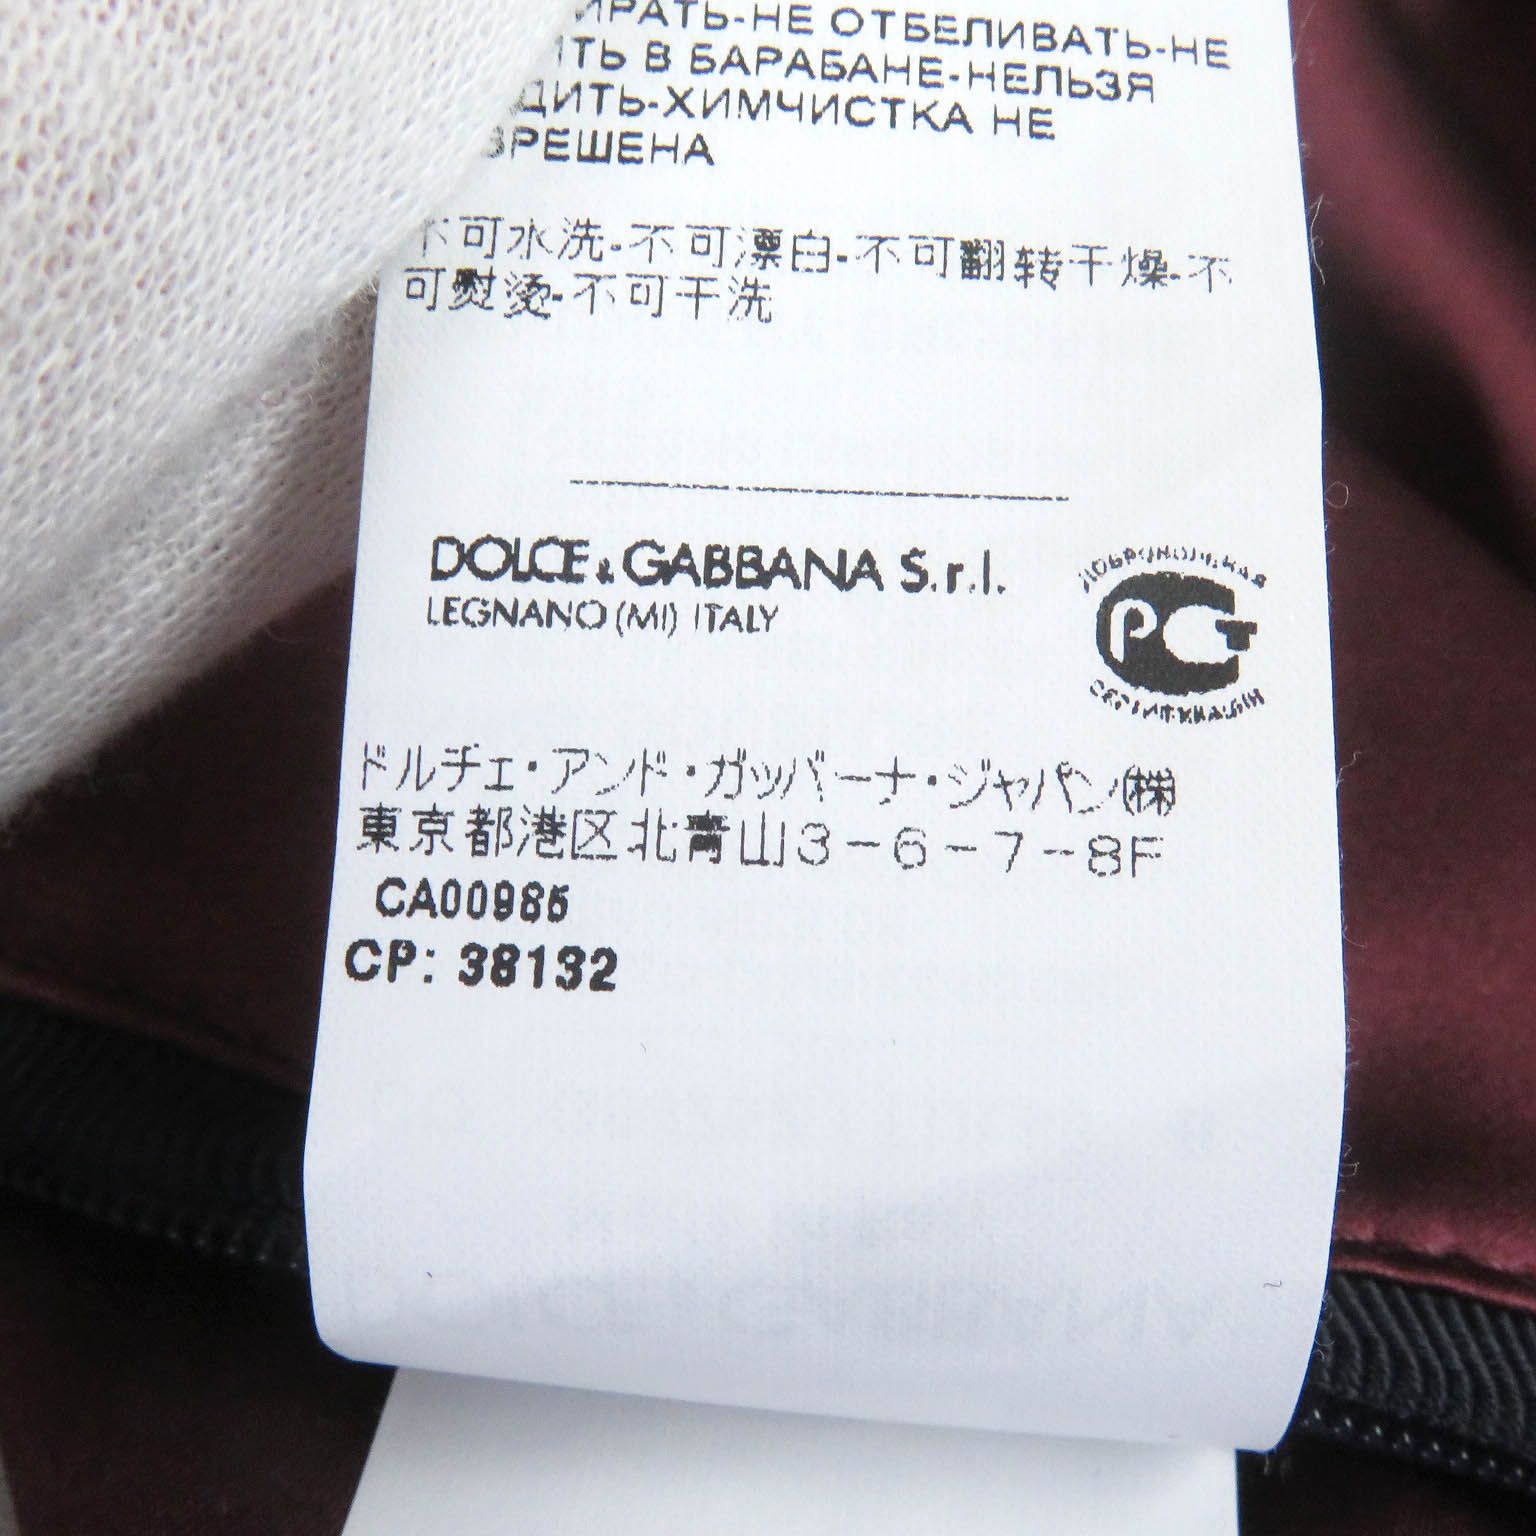 ИРАТЬ-НЕ ОТБЕЛИВАТЬ-НЕ
ИТЬ В БАРАБАНЕ-НЕЛЬЗЯ
ДИТЬ-ХИМЧИСТКА НЕ
ЗРЕШЕНА
不可水洗-不可漂白-不可翻转干燥-不
可熨烫-不可干洗
DOLCE & GABBANA S.r.l.
LEGNANO (MI) ITALY
ДОБРОВОЛЬНАЯ
РСТ
СЕРТИФИКАЦИЯ
ドルチェ・アンド・ガッバーナ・ジャパン(株)
東京都港区北青山3-6-7-8F
CA00985
CP: 38132